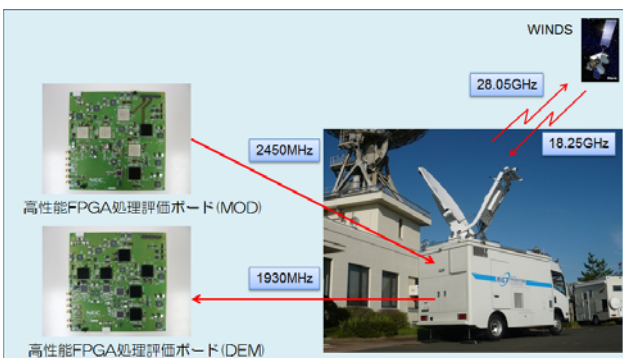 WINDS
28.05GHz
18.25GHz
2450MHz
高性能FPGA処理評価ボード(MOD)
1930MHz
高性能FPGA処理評価ボード(DEM)
NEC